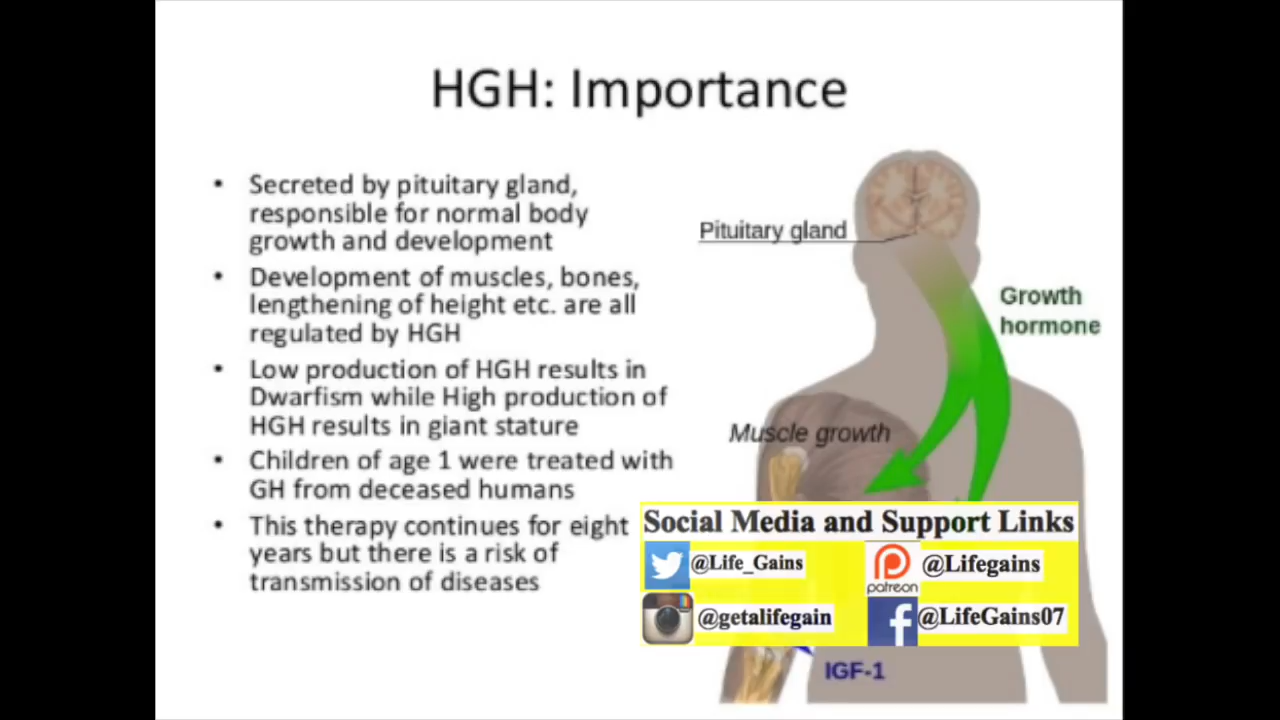 HGH: Importance
• Secreted by pituitary gland,
responsible for normal body
growth and development
• Development of muscles, bones,
lengthening of height etc. are all
regulated by HGH
• Low production of HGH results in
Dwarfism while High production of
HGH results in giant stature
• Children of age 1 were treated with
GH from deceased humans
• This therapy continues for eight
years but there is a risk of
transmission of diseases
Pituitary gland
Growth
hormone
Muscle growth
Social Media and Support Links
@Life_Gains
patreon
@Lifegains
@getalifegain
@LifeGains07
IGF-1